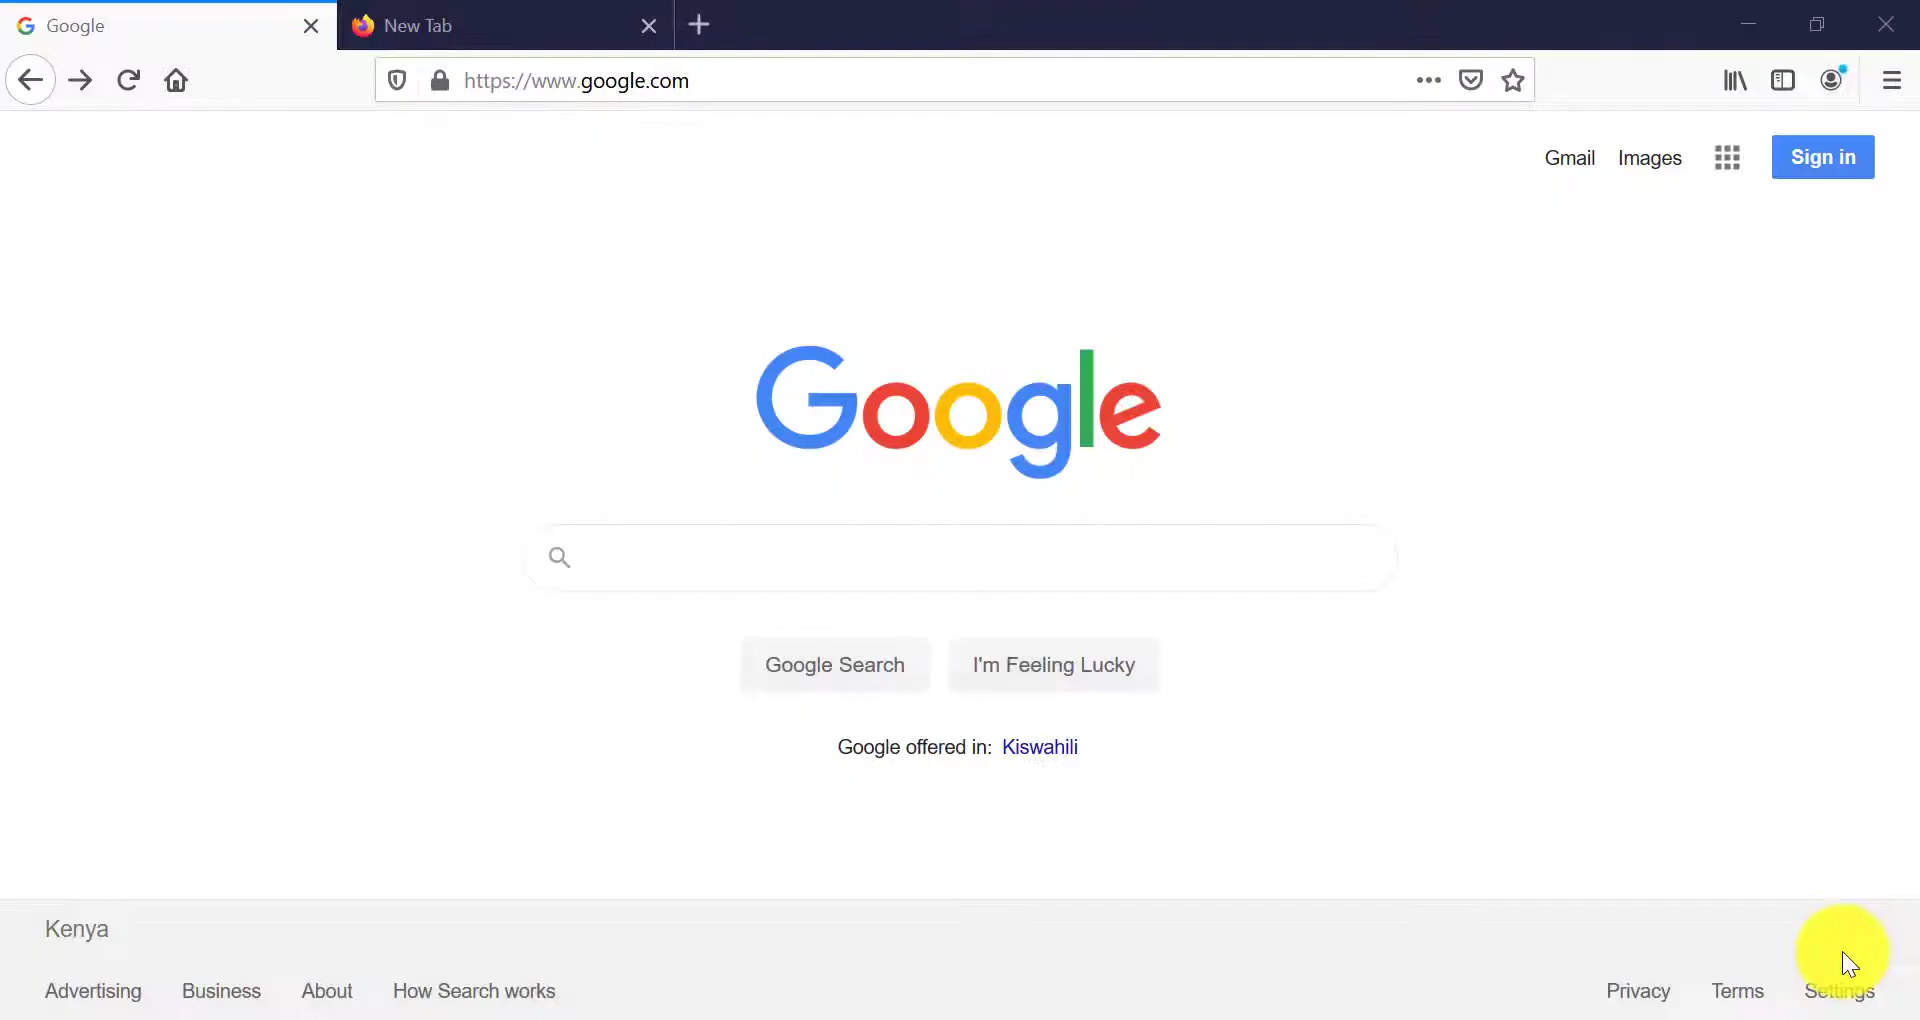 Google
New Tab
https://www.google.com
Gmail Images Sign in
Google
Google Search I'm Feeling Lucky
Google offered in: Kiswahili
Kenya
Advertising Business About How Search works Privacy Terms Settings